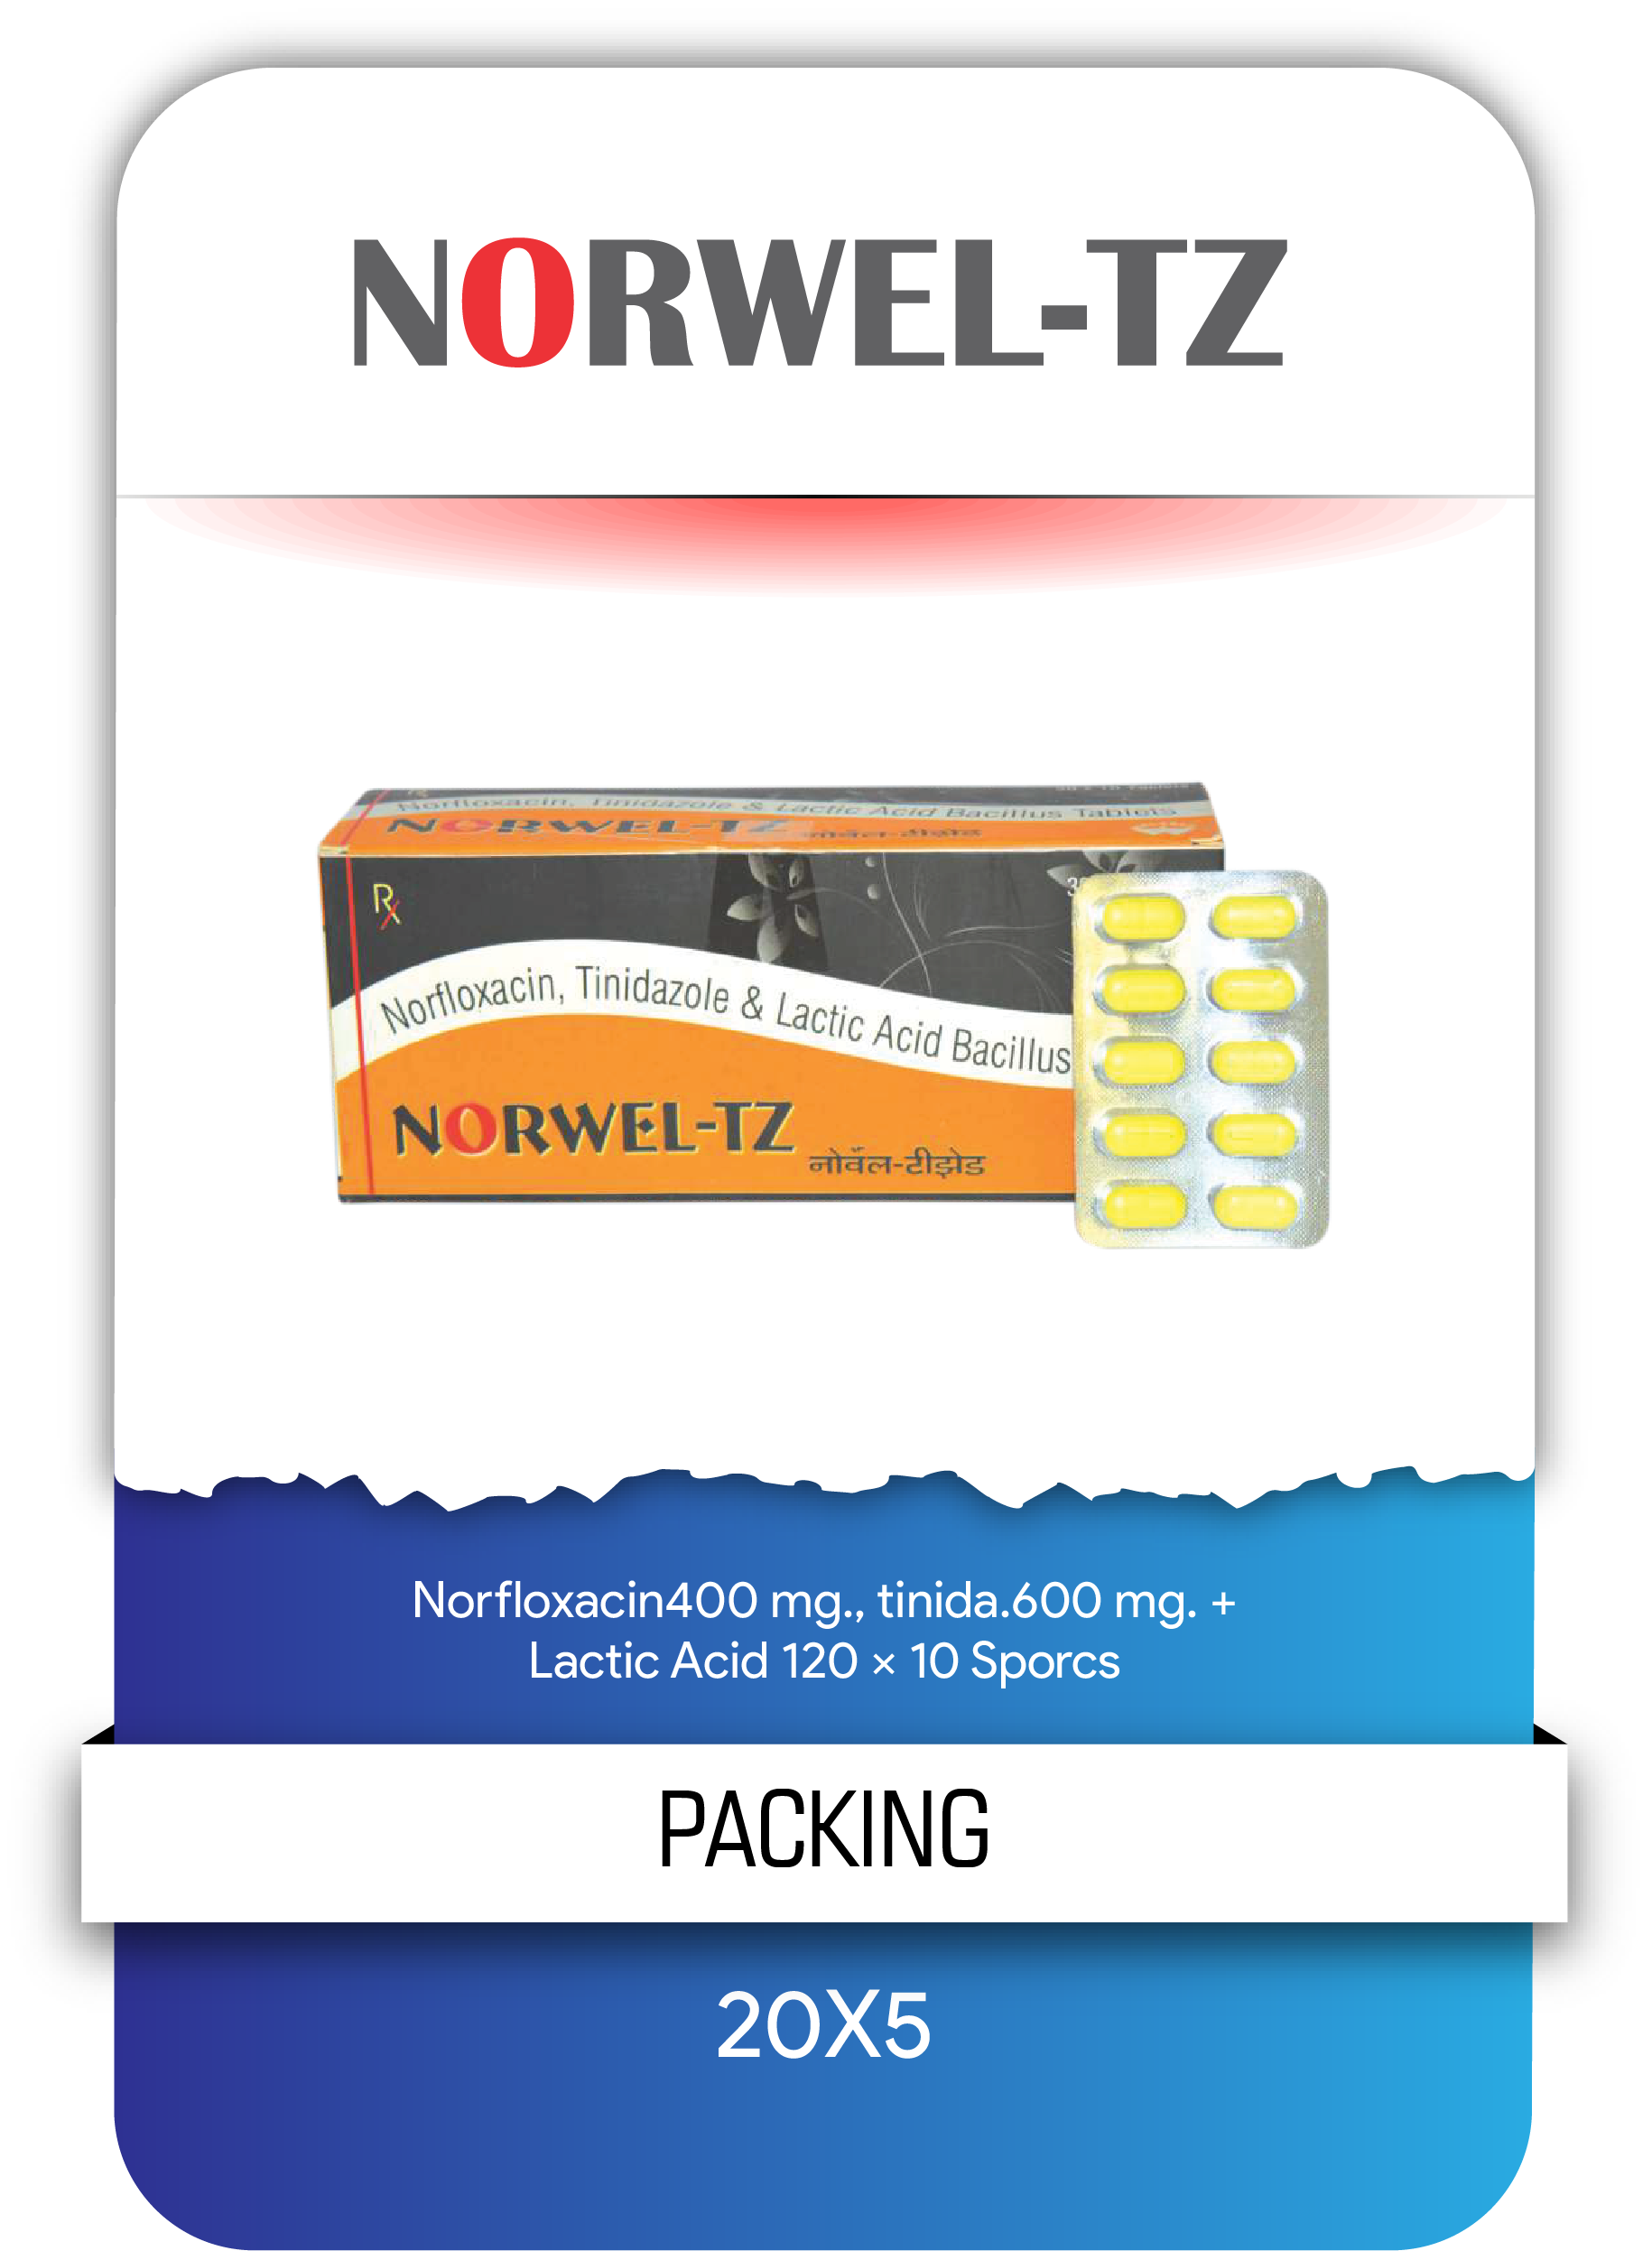 NORWEL-TZ
Norfloxacin, Tinidazole & Lactic Acid Bacillus Tablets
NORWEL-TZ नोर्वेल-टीझेड
Rx
Norfloxacin, Tinidazole & Lactic Acid Bacillus
NORWEL-TZ नोर्वेल-टीझेड
Norfloxacin400 mg., tinida.600 mg. +
Lactic Acid 120 × 10 Sporcs
PACKING
20X5